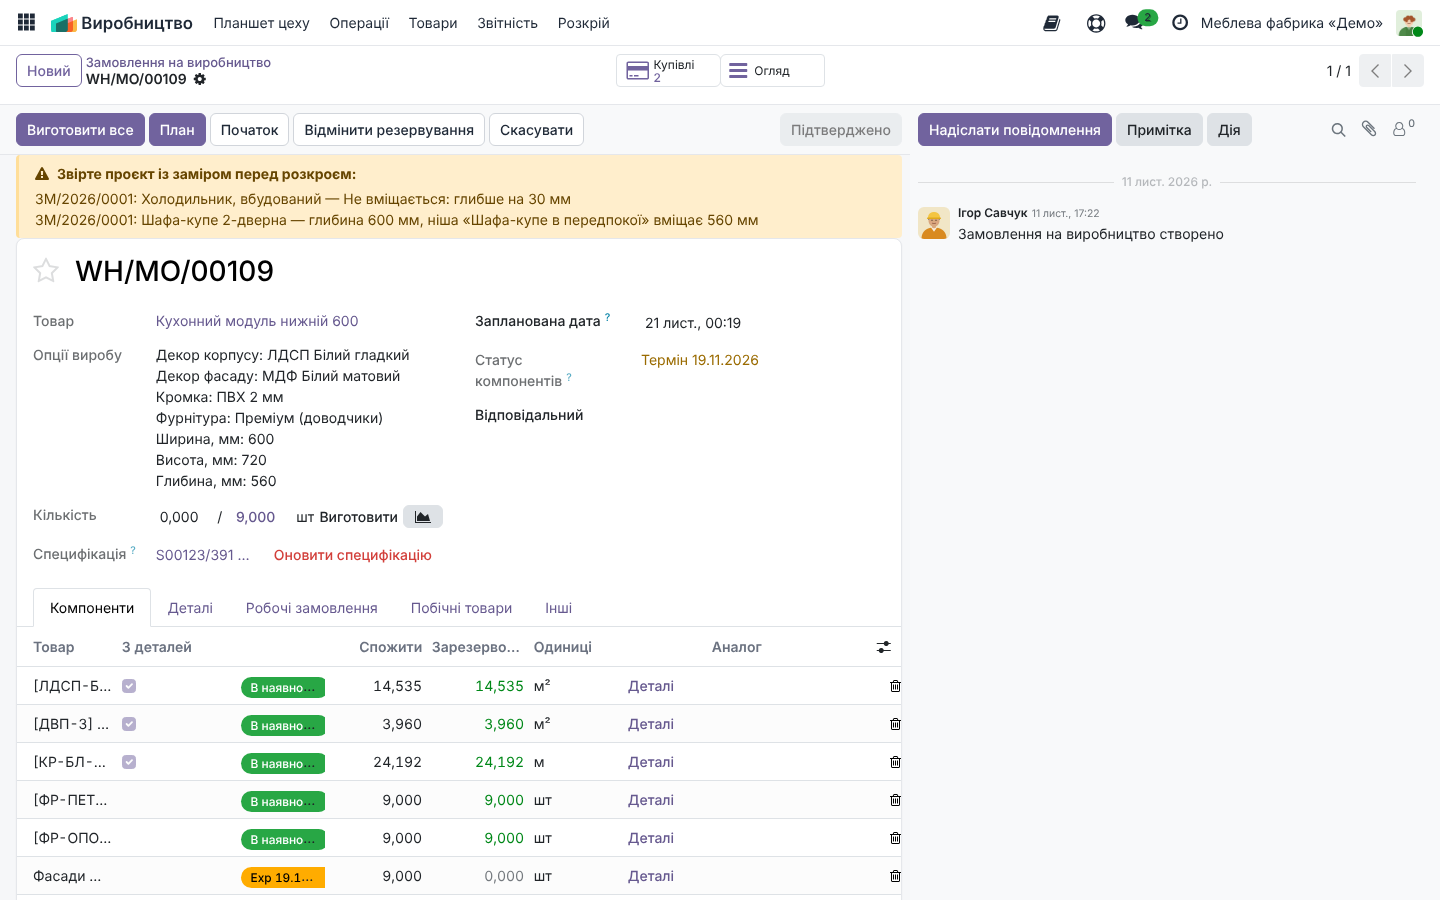 Виробництво
Планшет цеху
Операції
Товари
Звітність
Розкрій
2
Меблева фабрика «Демо»
Новий
Замовлення на виробництво
WH/MO/00109
Купівлі
2
Огляд
1 / 1
Виготовити все
План
Початок
Відмінити резервування
Скасувати
Підтверджено
Надіслати повідомлення
Примітка
Дія
0
Звірте проєкт із заміром перед розкроєм:
ЗМ/2026/0001: Холодильник, вбудований — Не вміщається: глибше на 30 мм
ЗМ/2026/0001: Шафа-купе 2-дверна — глибина 600 мм, ніша «Шафа-купе в передпокої» вміщає 560 мм
11 лист. 2026 р.
Ігор Савчук 11 лист., 17:22
Замовлення на виробництво створено
WH/MO/00109
Товар
Кухонний модуль нижній 600
Запланована дата ?
21 лист., 00:19
Опції виробу
Декор корпусу: ЛДСП Білий гладкий
Декор фасаду: МДФ Білий матовий
Кромка: ПВХ 2 мм
Фурнітура: Преміум (доводчики)
Ширина, мм: 600
Висота, мм: 720
Глибина, мм: 560
Статус компонентів ?
Термін 19.11.2026
Відповідальний
Кількість
0,000 / 9,000 шт Виготовити
Специфікація ?
S00123/391 ...
Оновити специфікацію
Компоненти
Деталі
Робочі замовлення
Побічні товари
Інші
Товар З деталей Спожити Зарезерво... Одиниці Аналог
[ЛДСП-Б... В наявно... 14,535 14,535 м² Деталі
[ДВП-3] ... В наявно... 3,960 3,960 м² Деталі
[КР-БЛ-... В наявно... 24,192 24,192 м Деталі
[ФР-ПЕТ... В наявно... 9,000 9,000 шт Деталі
[ФР-ОПО... В наявно... 9,000 9,000 шт Деталі
Фасади ... Exp 19.1... 9,000 0,000 шт Деталі